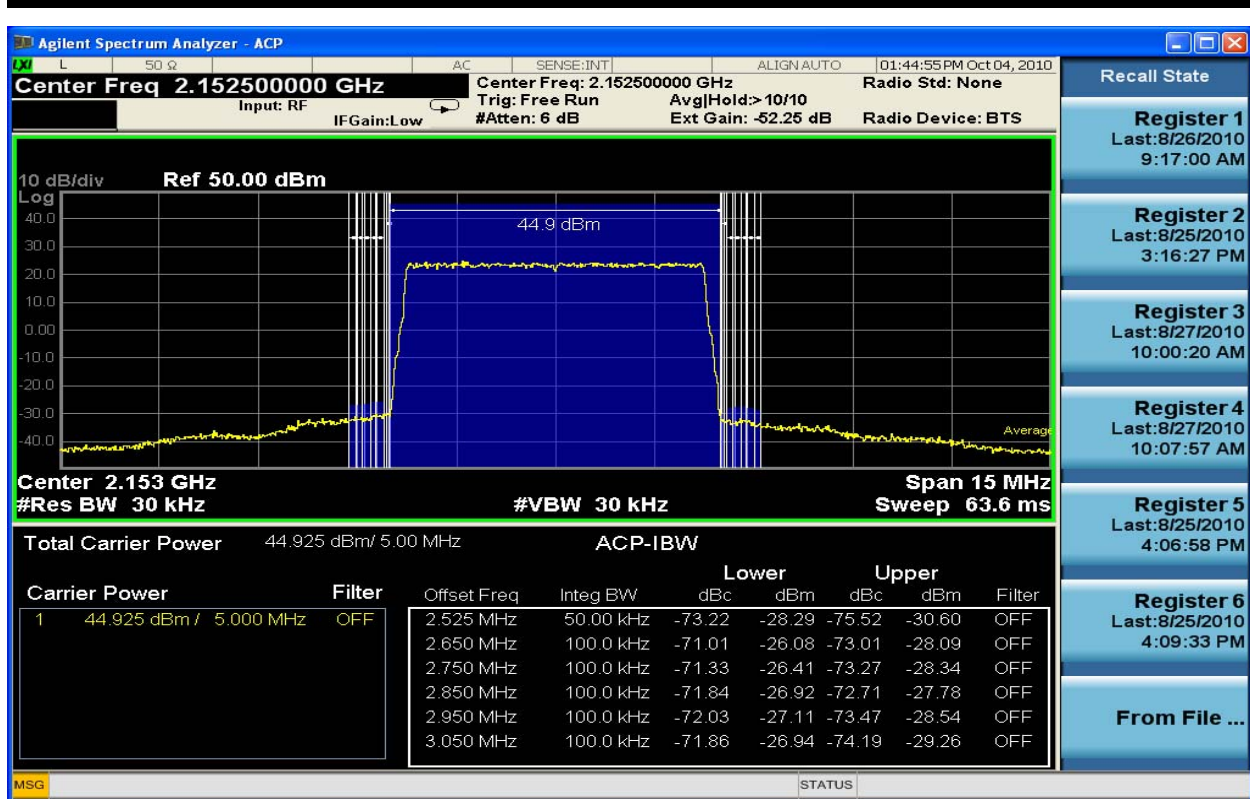 Agilent Spectrum Analyzer - ACP
LXI L 50 Ω AC SENSE:INT ALIGN AUTO 01:44:55 PM Oct 04, 2010
Center Freq 2.152500000 GHz
Input: RF
IFGain:Low
Center Freq: 2.152500000 GHz
Trig: Free Run Avg|Hold:> 10/10
#Atten: 6 dB Ext Gain: -52.25 dB
Radio Std: None
Radio Device: BTS
10 dB/div Ref 50.00 dBm
Log
40.0
30.0
20.0
10.0
0.00
-10.0
-20.0
-30.0
-40.0
44.9 dBm
Average
Center 2.153 GHz Span 15 MHz
#Res BW 30 kHz #VBW 30 kHz Sweep 63.6 ms
Total Carrier Power 44.925 dBm/ 5.00 MHz ACP-IBW
Lower Upper
Carrier Power Filter
1 44.925 dBm / 5.000 MHz OFF
Offset Freq Integ BW dBc dBm dBc dBm Filter
2.525 MHz 50.00 kHz -73.22 -28.29 -75.52 -30.60 OFF
2.650 MHz 100.0 kHz -71.01 -26.08 -73.01 -28.09 OFF
2.750 MHz 100.0 kHz -71.33 -26.41 -73.27 -28.34 OFF
2.850 MHz 100.0 kHz -71.84 -26.92 -72.71 -27.78 OFF
2.950 MHz 100.0 kHz -72.03 -27.11 -73.47 -28.54 OFF
3.050 MHz 100.0 kHz -71.86 -26.94 -74.19 -29.26 OFF
MSG STATUS
Recall State
Register 1
Last:8/26/2010
9:17:00 AM
Register 2
Last:8/25/2010
3:16:27 PM
Register 3
Last:8/27/2010
10:00:20 AM
Register 4
Last:8/27/2010
10:07:57 AM
Register 5
Last:8/25/2010
4:06:58 PM
Register 6
Last:8/25/2010
4:09:33 PM
From File ...